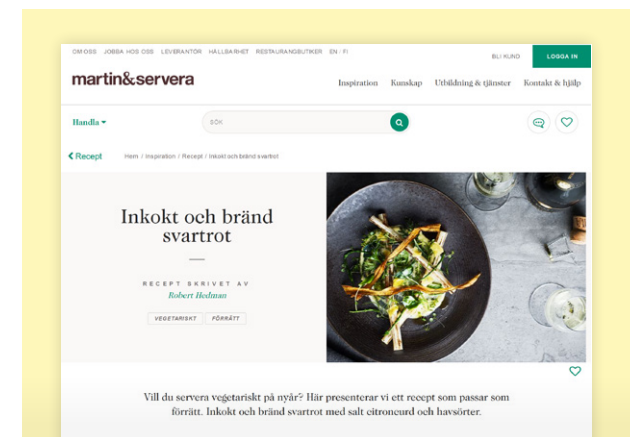 OM OSS JOBBA HOS OSS LEVERANTÖR HÅLLBARHET RESTAURANGBUTIKER EN / FI
BLI KUND LOGGA IN
martin&servera
Inspiration Kunskap Utbildning & tjänster Kontakt & hjälp
Handla
SÖK
Recept Hem / Inspiration / Recept / Inkokt och bränd svartrot
Inkokt och bränd
svartrot
RECEPT SKRIVET AV
Robert Hedman
VEGETARISKT FÖRRÄTT
Vill du servera vegetariskt på nyår? Här presenterar vi ett recept som passar som
förrätt. Inkokt och bränd svartrot med salt citroncurd och havsörter.